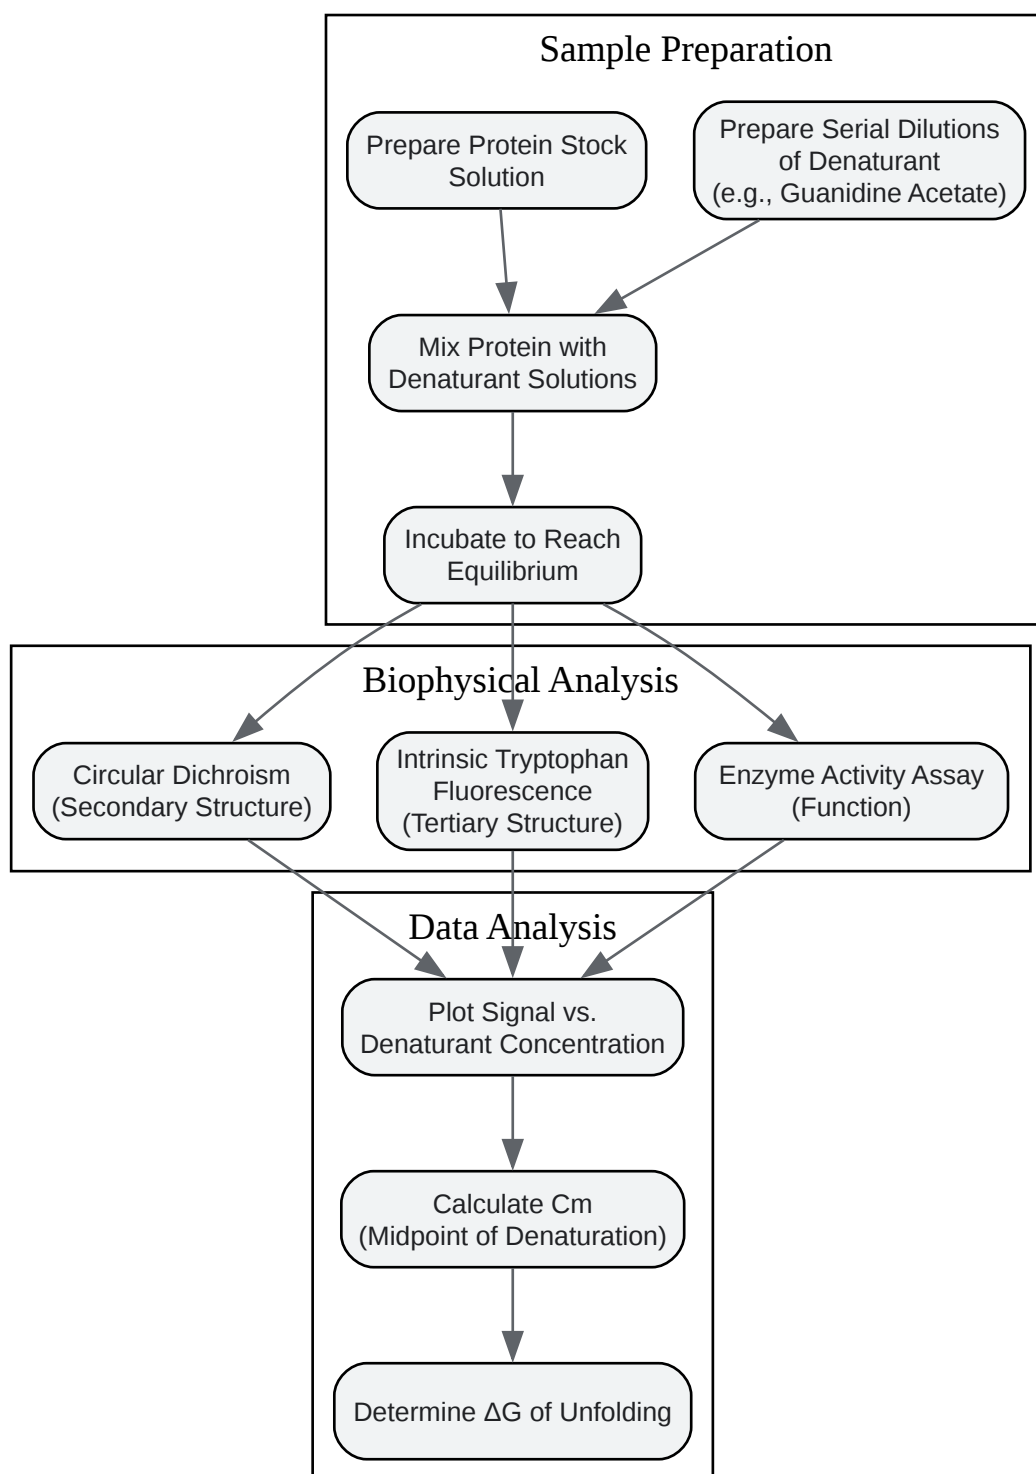 Sample Preparation
Prepare Protein Stock
Solution
Prepare Serial Dilutions
of Denaturant
(e.g., Guanidine Acetate)
Mix Protein with
Denaturant Solutions
Incubate to Reach
Equilibrium
Biophysical Analysis
Circular Dichroism
(Secondary Structure)
Intrinsic Tryptophan
Fluorescence
(Tertiary Structure)
Enzyme Activity Assay
(Function)
Data Analysis
Plot Signal vs.
Denaturant Concentration
Calculate Cm
(Midpoint of Denaturation)
Determine ΔG of Unfolding